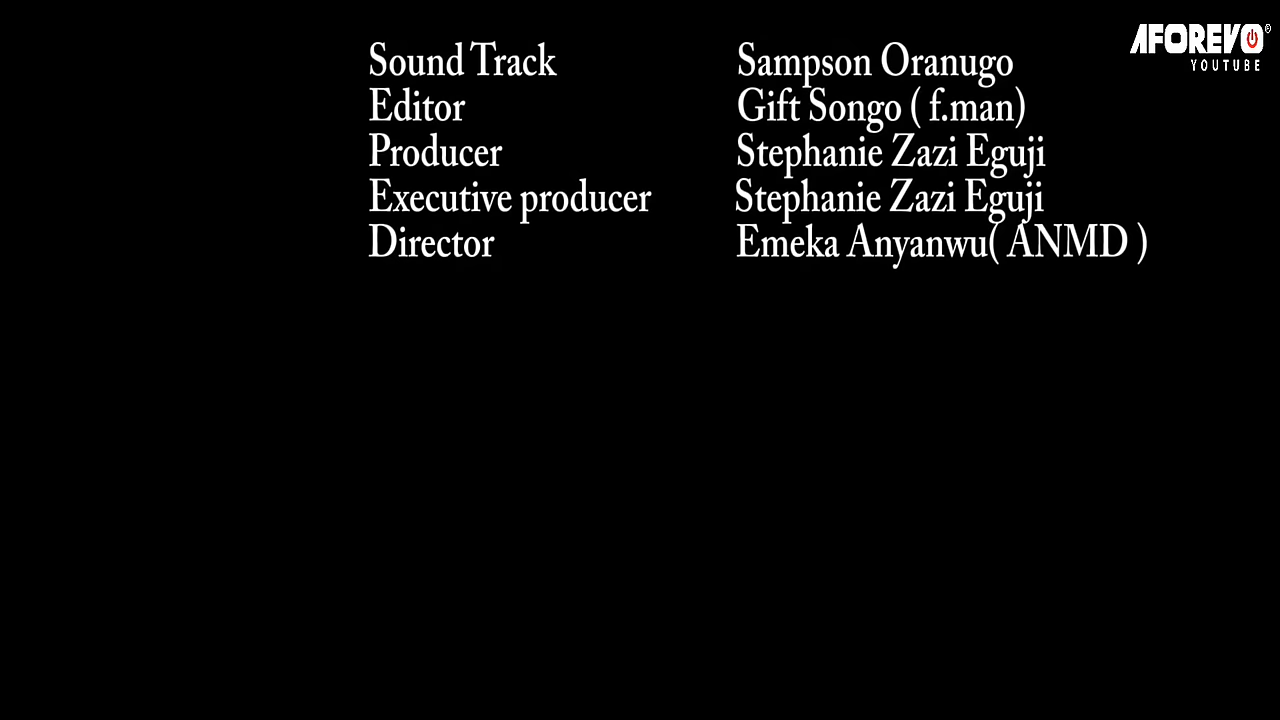 AFOREVO
YOUTUBE
Sound Track Sampson Oranugo
Editor Gift Songo ( f.man)
Producer Stephanie Zazi Eguji
Executive producer Stephanie Zazi Eguji
Director Emeka Anyanwu( ANMD )